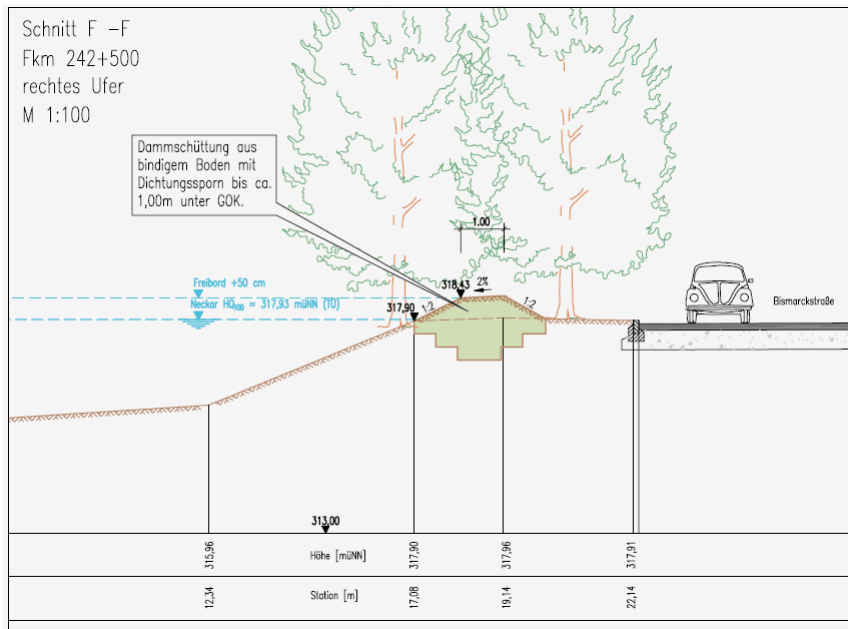 Schnitt F –F
Fkm 242+500
rechtes Ufer
M 1:100
Dammschüttung aus
bindigem Boden mit
Dichtungssporn bis ca.
1,00m unter GOK.
1.00
Freibord +50 cm
318,43
2%
Neckar HQ100 = 317,93 müNN (TU)
317,90
1:2
1:2
Bismarckstraße
313,00
Höhe [müNN]
315,96
317,90
317,96
317,91
Station [m]
12,34
17,08
19,14
22,14